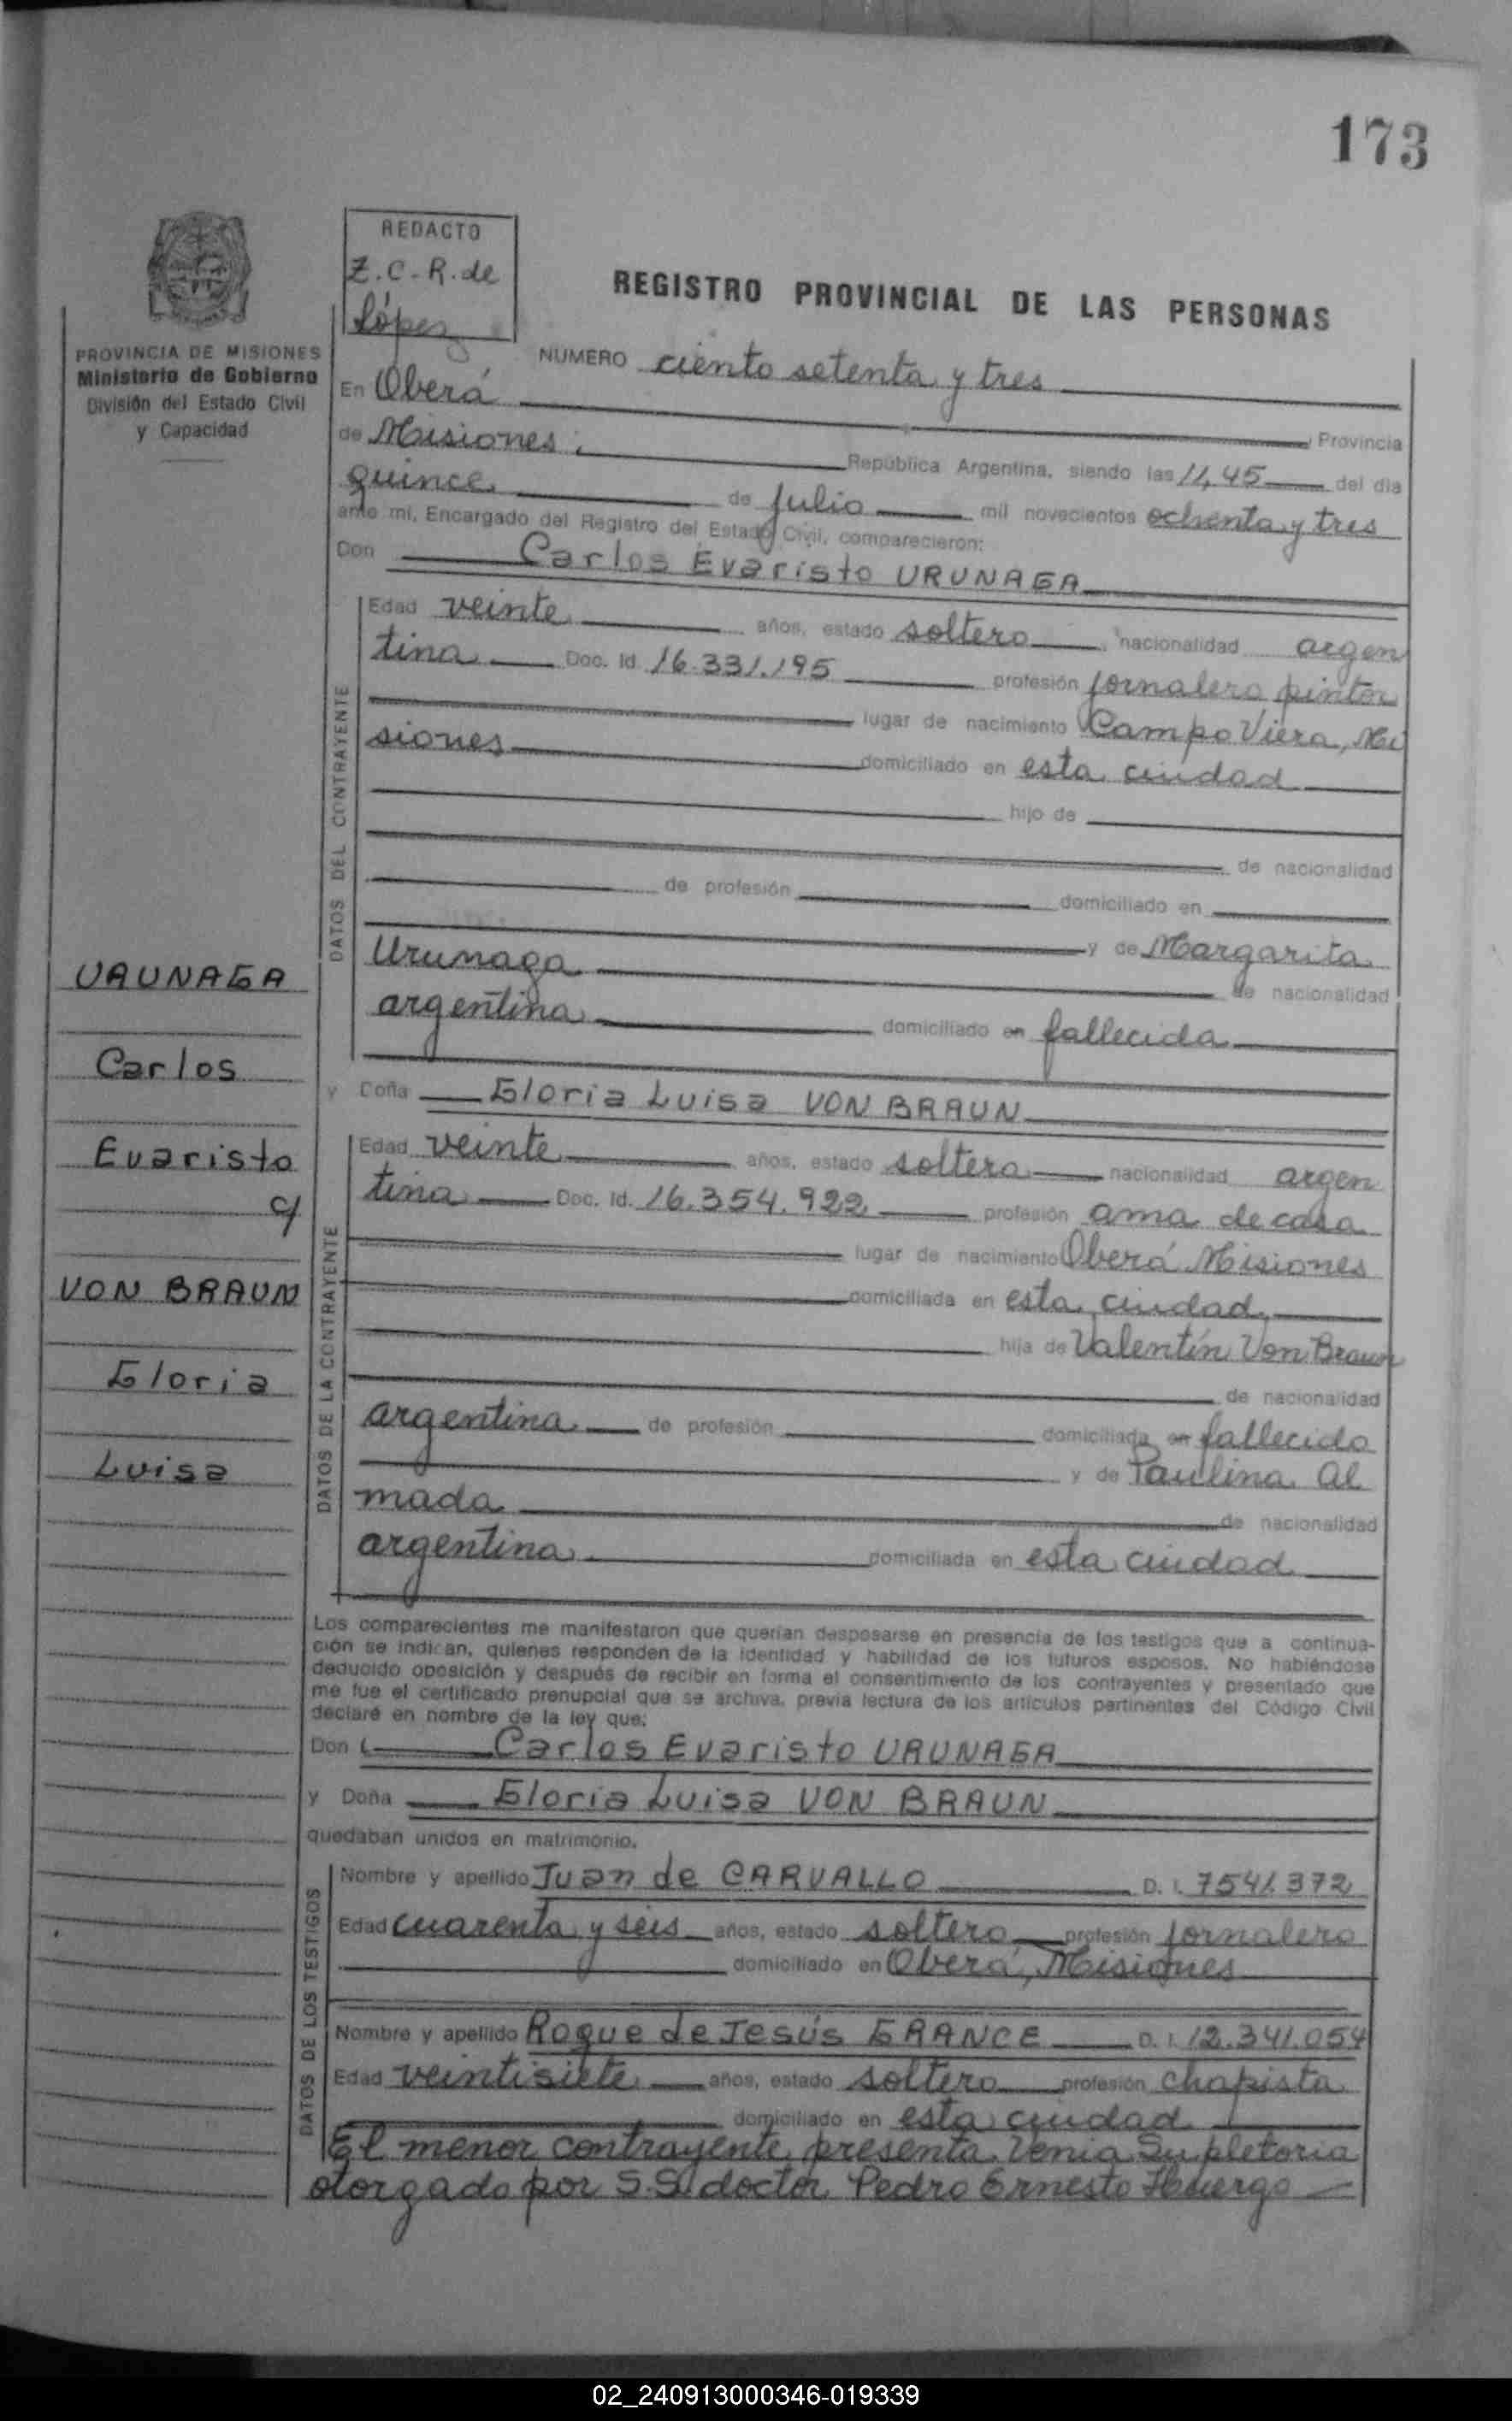 173
REDACTO
Z.C-R.de
López
REGISTRO PROVINCIAL DE LAS PERSONAS
PROVINCIA DE MISIONES
Ministerio de Gobierno
División del Estado Civil
y Capacidad
NUMERO ciento setenta y tres
En Oberá Provincia
de Misiones, República Argentina, siendo las 11,45 del día
quince de julio mil novecientos ochenta y tres
ante mí, Encargado del Registro del Estado Civil, comparecieron:
Don Carlos Evaristo URUNAGA
DATOS DEL CONTRAYENTE
Edad veinte años, estado soltero nacionalidad argen
tina Doc. Id. 16.331.195 profesión jornalero pintor
lugar de nacimiento Campo Viera, Mi
siones domiciliado en esta ciudad
hijo de
de nacionalidad
de profesión domiciliado en
y de Margarita
Urunaga de nacionalidad
argentina domiciliado en fallecida
y Doña Gloria Luisa VON BRAUN
DATOS DE LA CONTRAYENTE
Edad veinte años, estado soltera nacionalidad argen
tina Doc. Id. 16.354.922 profesión ama de casa
lugar de nacimiento Oberá Misiones
domiciliada en esta ciudad
hija de Valentín Von Braun
de nacionalidad
argentina de profesión domiciliada en fallecido
y de Paulina Al
mada de nacionalidad
argentina domiciliada en esta ciudad
URUNAGA
Carlos
Evaristo
c/
VON BRAUN
Gloria
Luisa
Los comparecientes me manifestaron que querían desposarse en presencia de los testigos que a continua-
ción se indican, quienes responden de la identidad y habilidad de los futuros esposos. No habiéndose
deducido oposición y después de recibir en forma el consentimiento de los contrayentes y presentado que
me fue el certificado prenupcial que se archiva, previa lectura de los artículos pertinentes del Código Civil
declaré en nombre de la ley que:
Don Carlos Evaristo URUNAGA
y Doña Gloria Luisa VON BRAUN
quedaban unidos en matrimonio.
DATOS DE LOS TESTIGOS
Nombre y apellido Juan de CARVALLO D. I. 7541.372
Edad cuarenta y seis años, estado soltero profesión jornalero
domiciliado en Oberá, Misiones
Nombre y apellido Roque de Jesús GRANCE D. I. 12.341.054
Edad veintisiete años, estado soltero profesión chapista
domiciliado en esta ciudad
El menor contrayente presenta Venia Supletoria
otorgado por S.S. doctor Pedro Ernesto
02_240913000346-019339